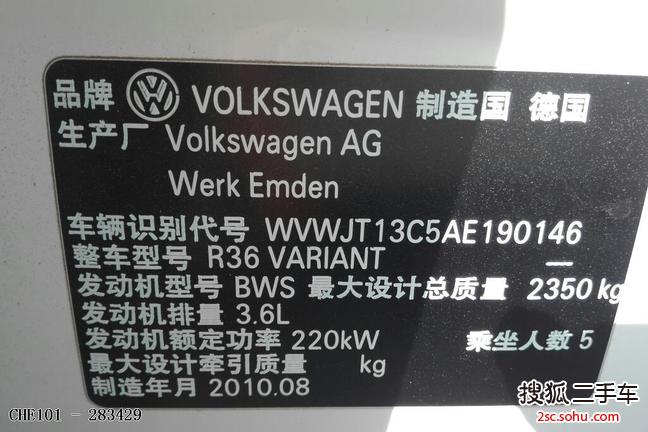 品牌 VOLKSWAGEN 制造国 德国
生产厂 Volkswagen AG
Werk Emden
车辆识别代号 WVWJT13C5AE190146
整车型号 R36 VARIANT —
发动机型号 BWS 最大设计总质量 2350 kg
发动机排量 3.6L
发动机额定功率 220kW 乘坐人数 5
最大设计牵引质量 kg
制造年月 2010.08
CHE101 - 283429
搜狐二手车
2sc.sohu.com